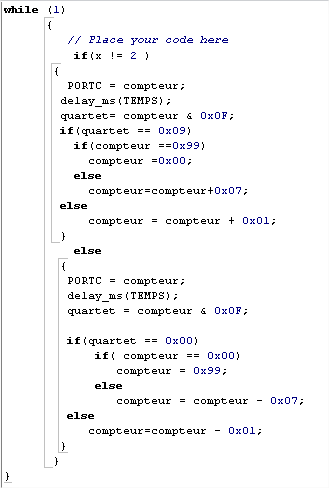 while (1)
{
// Place your code here
if(x != 2 )
{
PORTC = compteur;
delay_ms(TEMPS);
quartet= compteur & 0x0F;
if(quartet == 0x09)
if(compteur ==0x99)
compteur =0x00;
else
compteur=compteur+0x07;
else
compteur = compteur + 0x01;
}
else
{
PORTC = compteur;
delay_ms(TEMPS);
quartet = compteur & 0x0F;
if(quartet == 0x00)
if( compteur == 0x00)
compteur = 0x99;
else
compteur = compteur - 0x07;
else
compteur=compteur - 0x01;
}
}
}